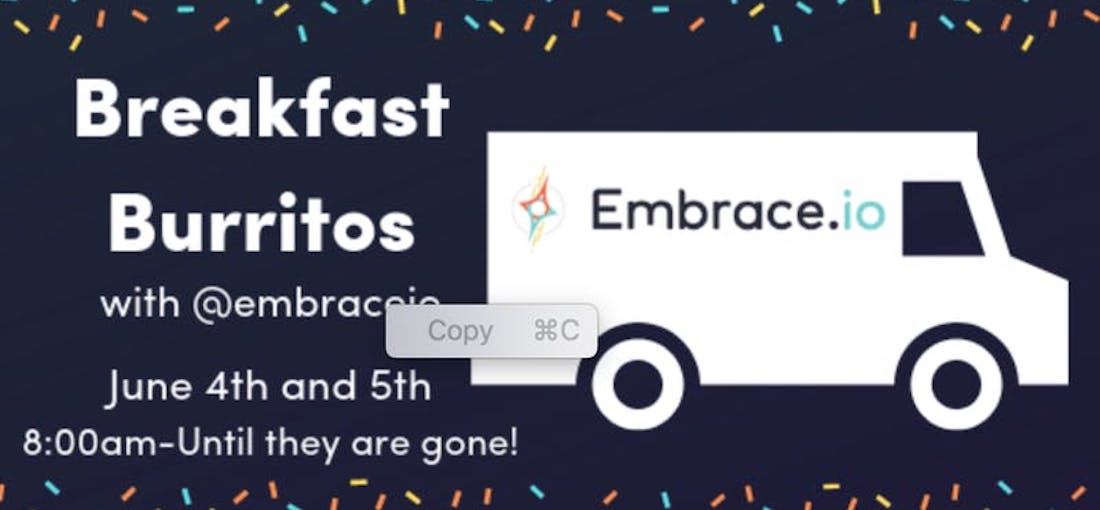 Breakfast
Burritos
with @embraceio
June 4th and 5th
8:00am-Until they are gone!
Embrace.io
Copy ⌘C